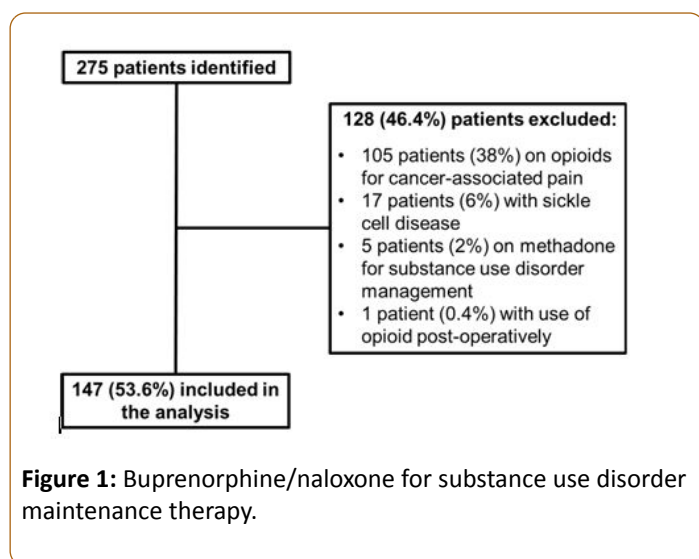 275 patients identified
128 (46.4%) patients excluded:
• 105 patients (38%) on opioids
for cancer-associated pain
• 17 patients (6%) with sickle
cell disease
• 5 patients (2%) on methadone
for substance use disorder
management
• 1 patient (0.4%) with use of
opioid post-operatively
147 (53.6%) included in
the analysis
Figure 1: Buprenorphine/naloxone for substance use disorder
maintenance therapy.